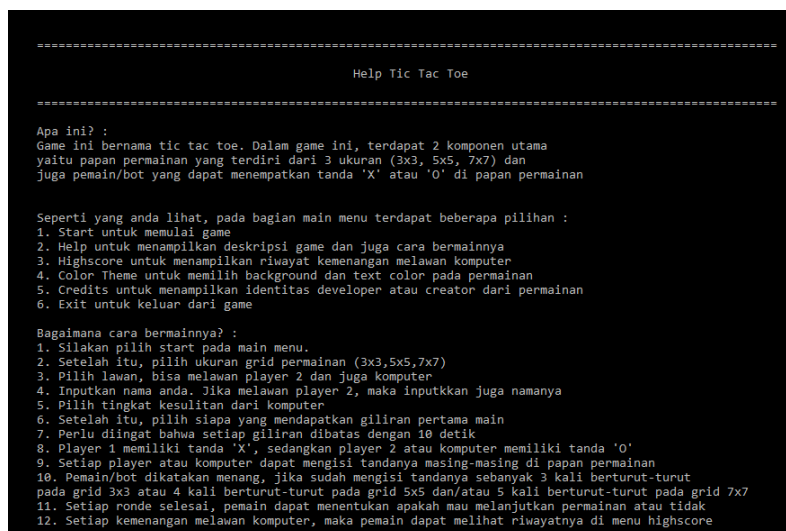 ================================================================================
Help Tic Tac Toe
================================================================================
Apa ini? :
Game ini bernama tic tac toe. Dalam game ini, terdapat 2 komponen utama
yaitu papan permainan yang terdiri dari 3 ukuran (3x3, 5x5, 7x7) dan
juga pemain/bot yang dapat menempatkan tanda 'X' atau 'O' di papan permainan
Seperti yang anda lihat, pada bagian main menu terdapat beberapa pilihan :
1. Start untuk memulai game
2. Help untuk menampilkan deskripsi game dan juga cara bermainnya
3. Highscore untuk menampilkan riwayat kemenangan melawan komputer
4. Color Theme untuk memilih background dan text color pada permainan
5. Credits untuk menampilkan identitas developer atau creator dari permainan
6. Exit untuk keluar dari game
Bagaimana cara bermainnya? :
1. Silakan pilih start pada main menu.
2. Setelah itu, pilih ukuran grid permainan (3x3,5x5,7x7)
3. Pilih lawan, bisa melawan player 2 dan juga komputer
4. Inputkan nama anda. Jika melawan player 2, maka inputkkan juga namanya
5. Pilih tingkat kesulitan dari komputer
6. Setelah itu, pilih siapa yang mendapatkan giliran pertama main
7. Perlu diingat bahwa setiap giliran dibatas dengan 10 detik
8. Player 1 memiliki tanda 'X', sedangkan player 2 atau komputer memiliki tanda 'O'
9. Setiap player atau komputer dapat mengisi tandanya masing-masing di papan permainan
10. Pemain/bot dikatakan menang, jika sudah mengisi tandanya sebanyak 3 kali berturut-turut
pada grid 3x3 atau 4 kali berturut-turut pada grid 5x5 dan/atau 5 kali berturut-turut pada grid 7x7
11. Setiap ronde selesai, pemain dapat menentukan apakah mau melanjutkan permainan atau tidak
12. Setiap kemenangan melawan komputer, maka pemain dapat melihat riwayatnya di menu highscore